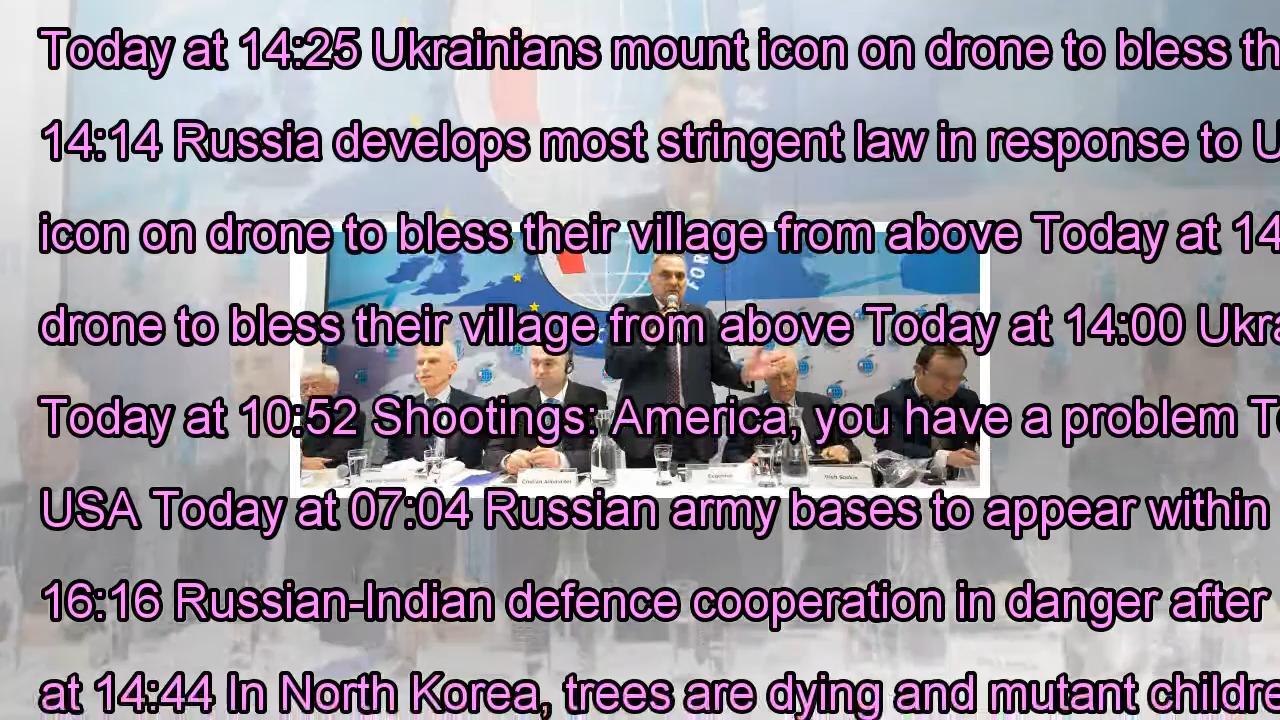 Today at 14:25 Ukrainians mount icon on drone to bless th
14:14 Russia develops most stringent law in response to U
icon on drone to bless their village from above Today at 14
FOR
drone to bless their village from above Today at 14:00 Ukra
Today at 10:52 Shootings: America, you have a problem T
USA Today at 07:04 Russian army bases to appear within
16:16 Russian-Indian defence cooperation in danger after
at 14:44 In North Korea, trees are dying and mutant childre